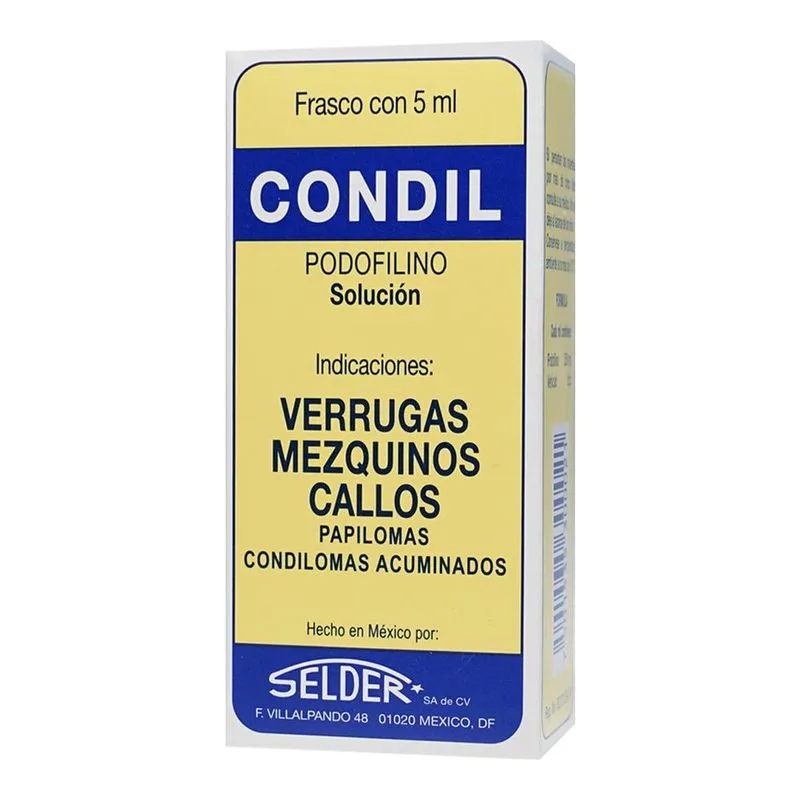 Frasco con 5 ml
CONDIL
PODOFILINO
Solución
Indicaciones:
VERRUGAS
MEZQUINOS
CALLOS
PAPILOMAS
CONDILOMAS ACUMINADOS
Hecho en México por:
SELDER
SA de CV
F. VILLALPANDO 48 01020 MEXICO, DF
FORMULA